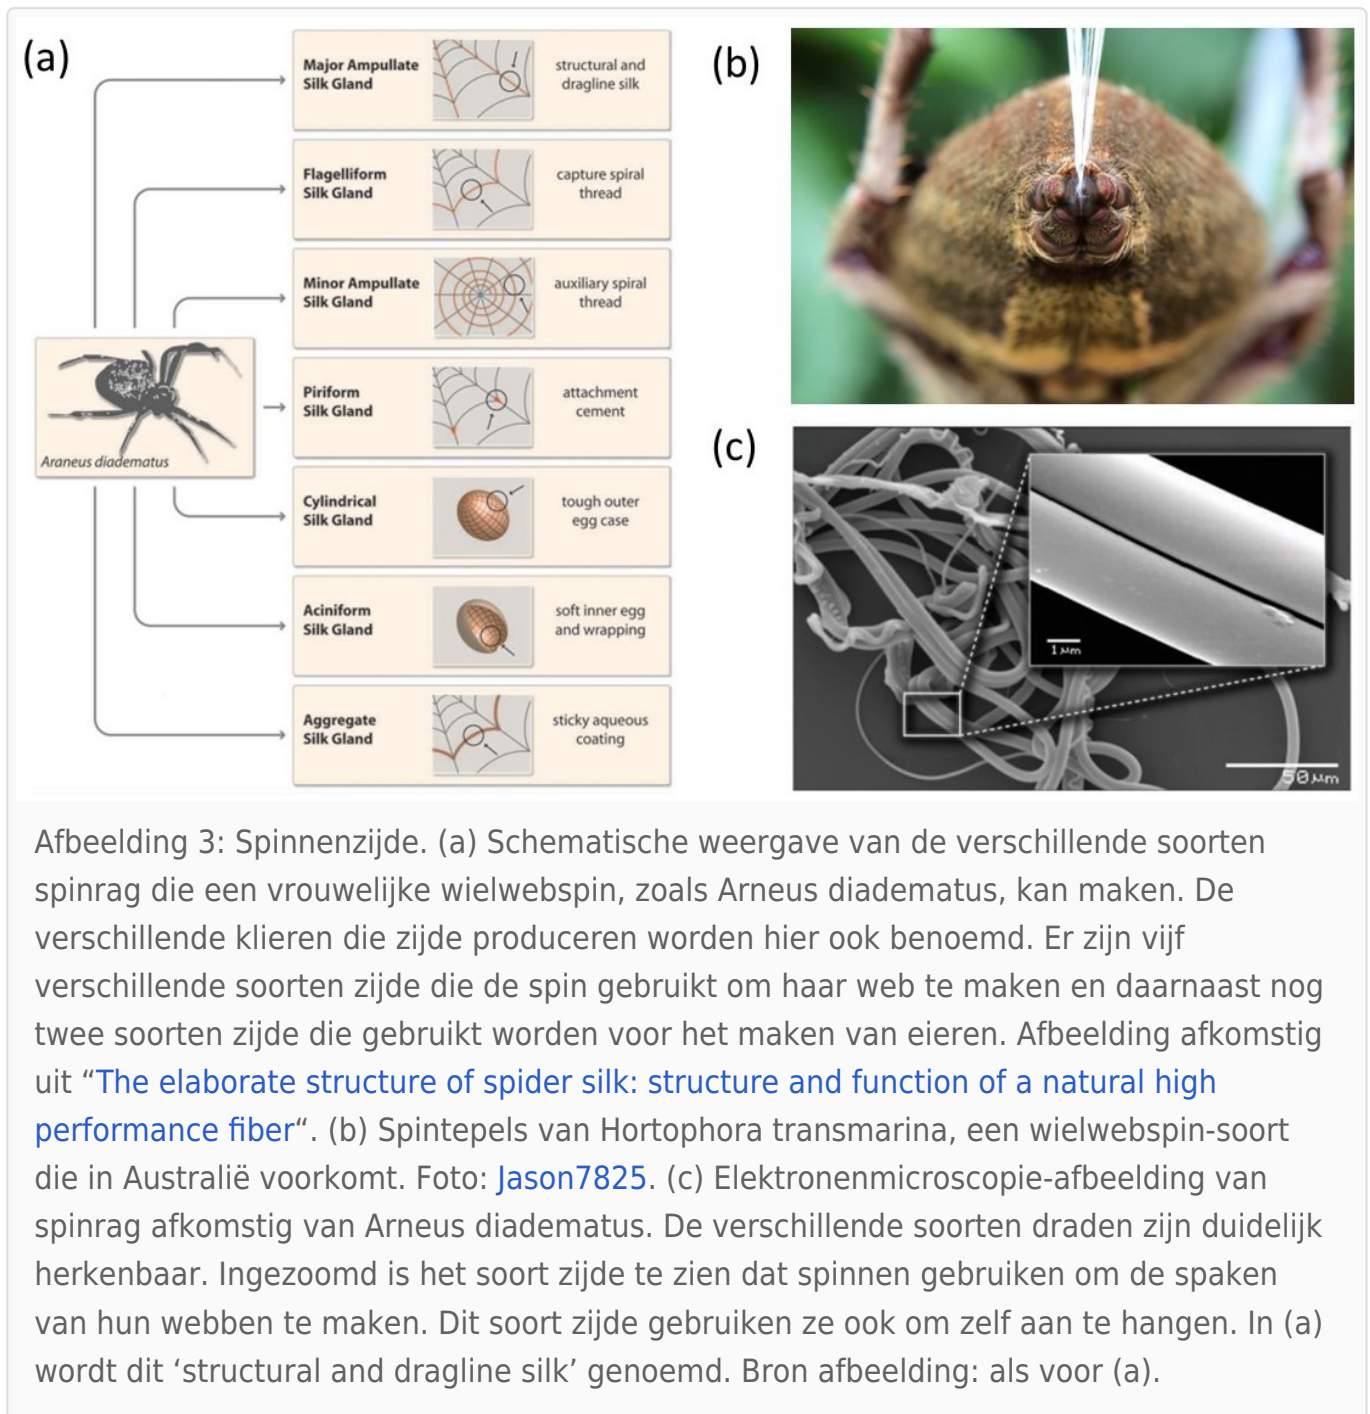 (a)
Major Ampullate
Silk Gland
structural and
dragline silk
Flagelliform
Silk Gland
capture spiral
thread
Minor Ampullate
Silk Gland
auxiliary spiral
thread
Piriform
Silk Gland
attachment
cement
Araneus diadematus
Cylindrical
Silk Gland
tough outer
egg case
Aciniform
Silk Gland
soft inner egg
and wrapping
Aggregate
Silk Gland
sticky aqueous
coating
(b)
(c)
1 µm
50 µm
Afbeelding 3: Spinnenzijde. (a) Schematische weergave van de verschillende soorten
spinrag die een vrouwelijke wielwebspin, zoals Arneus diadematus, kan maken. De
verschillende klieren die zijde produceren worden hier ook benoemd. Er zijn vijf
verschillende soorten zijde die de spin gebruikt om haar web te maken en daarnaast nog
twee soorten zijde die gebruikt worden voor het maken van eieren. Afbeelding afkomstig
uit “The elaborate structure of spider silk: structure and function of a natural high
performance fiber“. (b) Spintepels van Hortophora transmarina, een wielwebspin-soort
die in Australië voorkomt. Foto: Jason7825. (c) Elektronenmicroscopie-afbeelding van
spinrag afkomstig van Arneus diadematus. De verschillende soorten draden zijn duidelijk
herkenbaar. Ingezoomd is het soort zijde te zien dat spinnen gebruiken om de spaken
van hun webben te maken. Dit soort zijde gebruiken ze ook om zelf aan te hangen. In (a)
wordt dit ‘structural and dragline silk’ genoemd. Bron afbeelding: als voor (a).